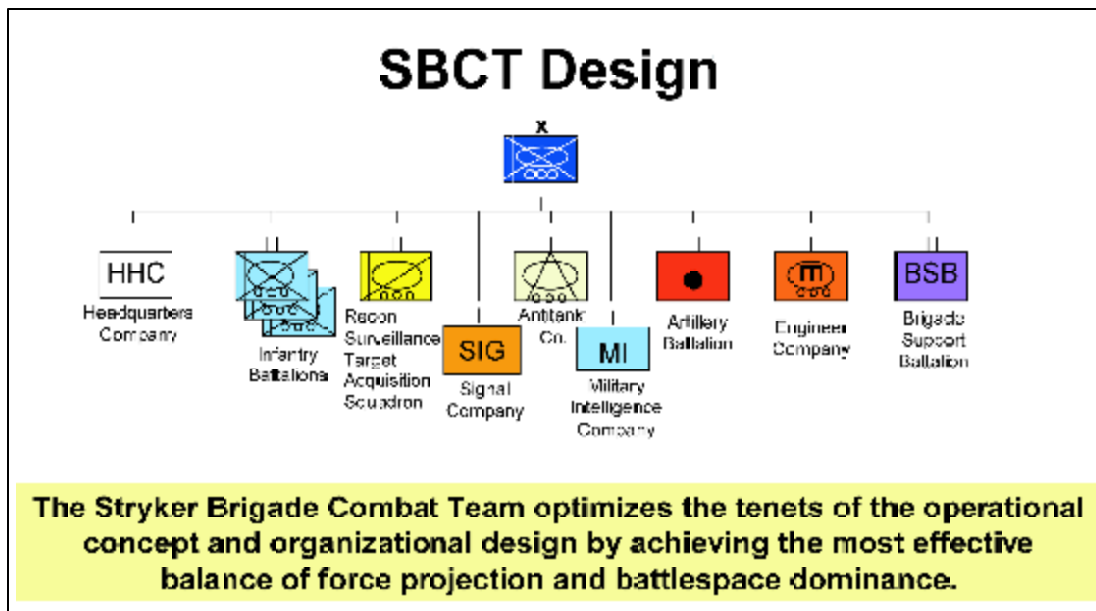 SBCT Design
X
HHC
Headquarters
Company
Infantry
Battalions
Recon
Surveillance
Target
Acquisition
Squadron
SIG
Signal
Company
Antitank
Co.
MI
Military
Intelligence
Company
Artillery
Battalion
E
Engineer
Company
BSB
Brigade
Support
Battalion
The Stryker Brigade Combat Team optimizes the tenets of the operational
concept and organizational design by achieving the most effective
balance of force projection and battlespace dominance.